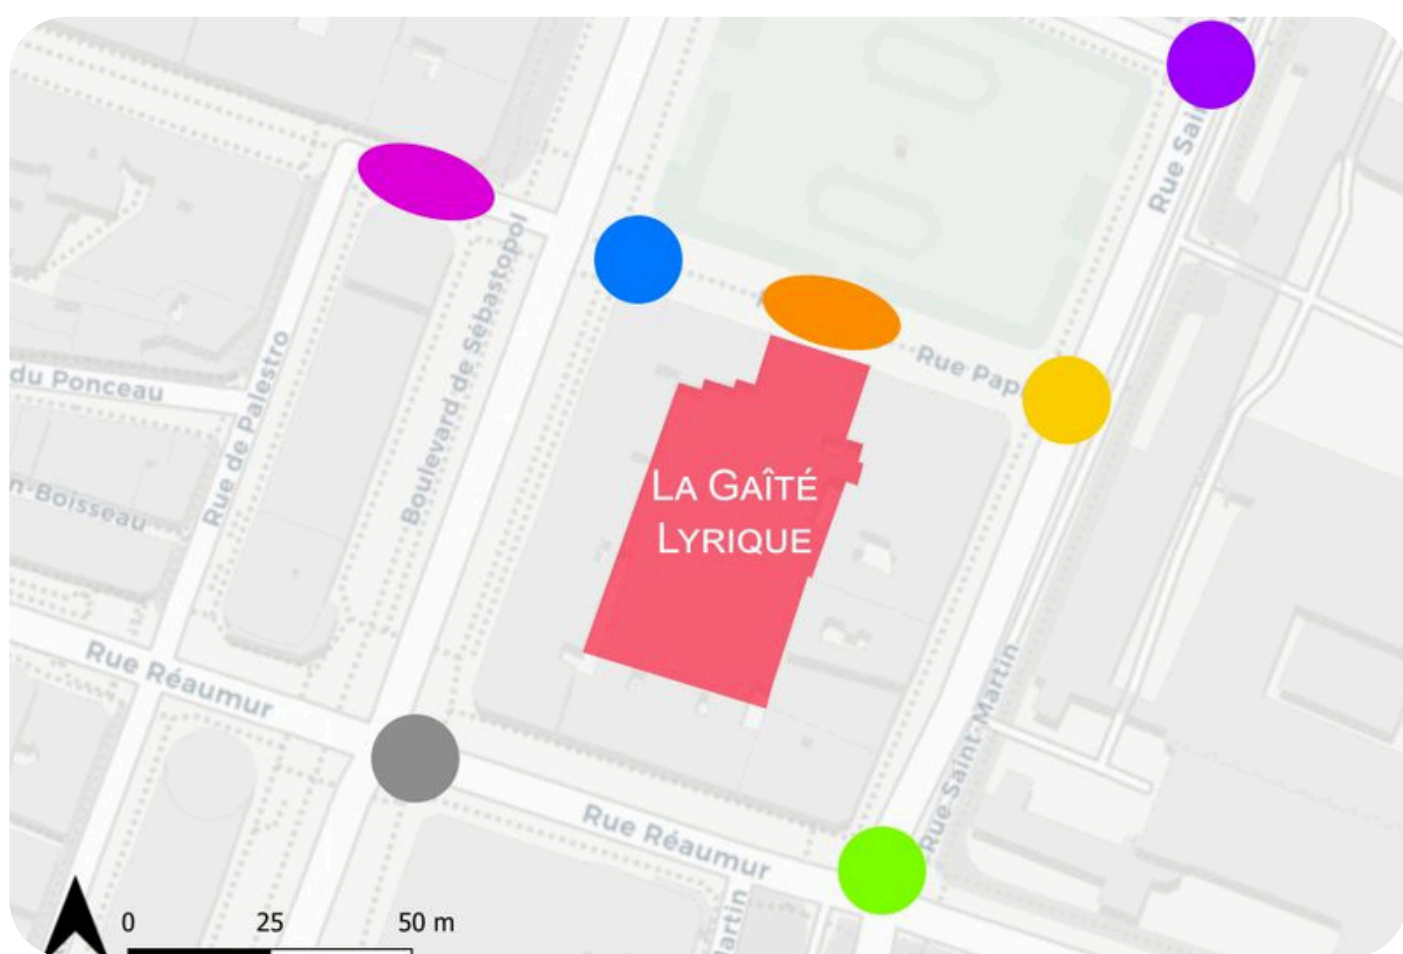 Rue Sai
Boulevard de Sébastopol
Rue Pap
du Ponceau
Rue de Palestro
n-Boisseau
LA GAÎTÉ
LYRIQUE
Rue Réaumur
Rue Saint-Martin
Rue Réaumur
artin
0 25 50 m